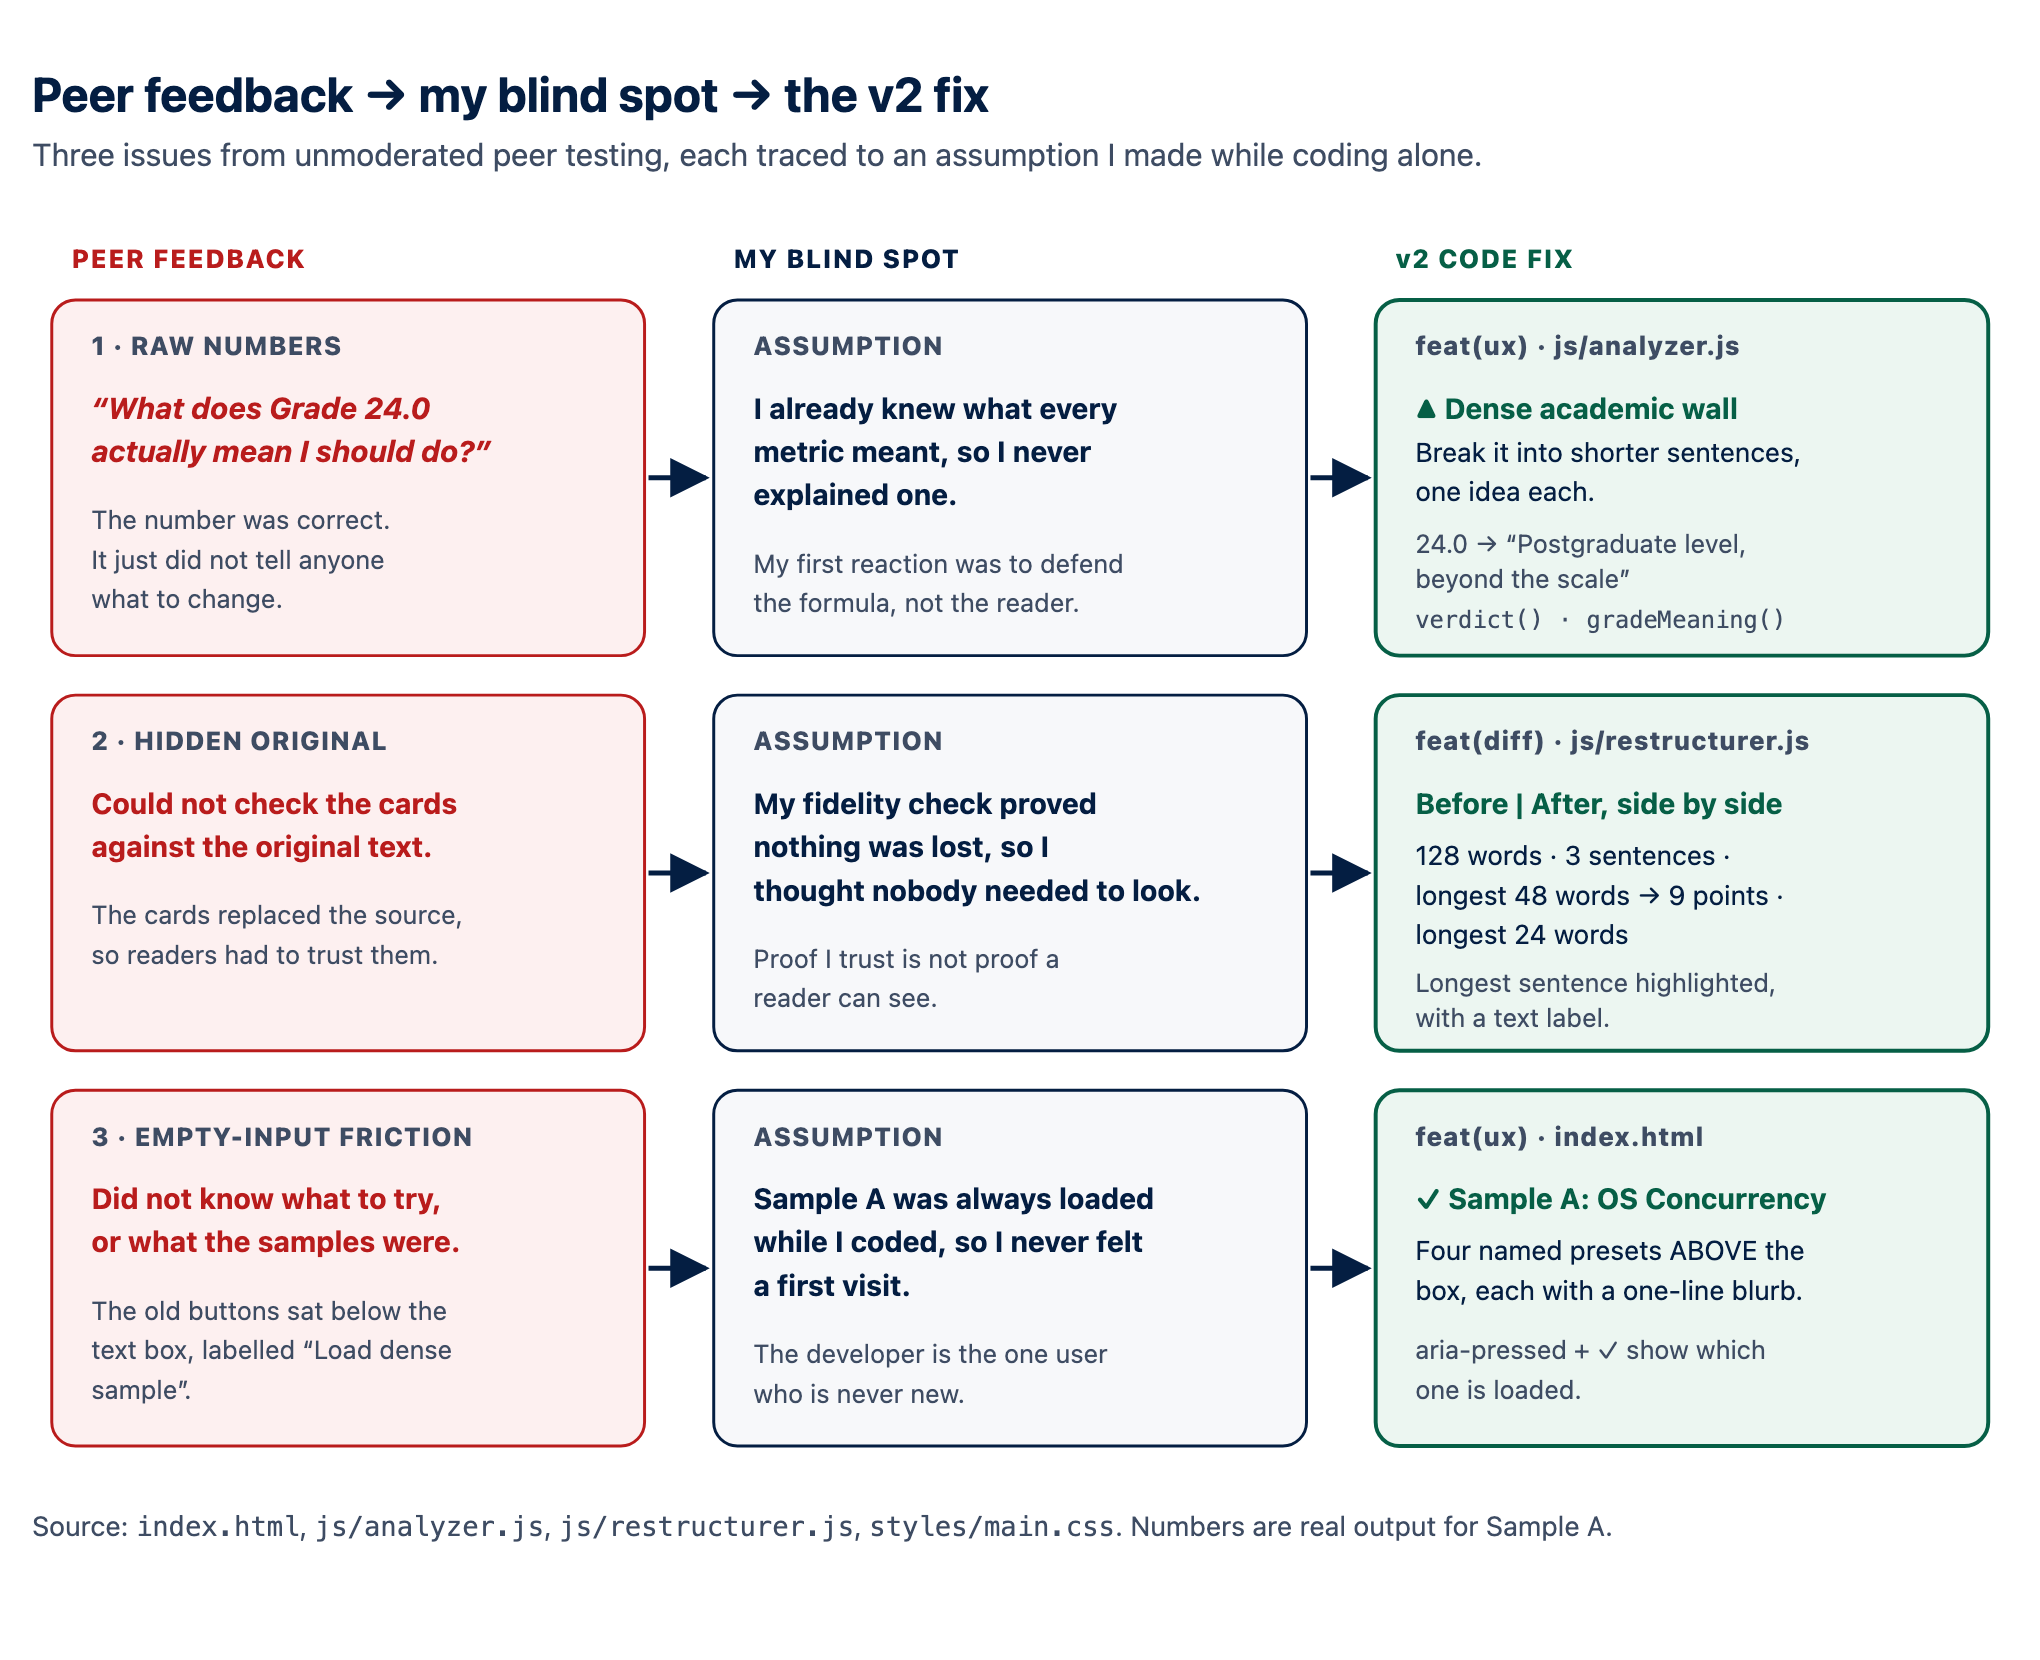 Peer feedback → my blind spot → the v2 fix
Three issues from unmoderated peer testing, each traced to an assumption I made while coding alone.
PEER FEEDBACK
MY BLIND SPOT
v2 CODE FIX
1 · RAW NUMBERS
“What does Grade 24.0
actually mean I should do?”
The number was correct.
It just did not tell anyone
what to change.
ASSUMPTION
I already knew what every
metric meant, so I never
explained one.
My first reaction was to defend
the formula, not the reader.
feat(ux) · js/analyzer.js
▲ Dense academic wall
Break it into shorter sentences,
one idea each.
24.0 → “Postgraduate level,
beyond the scale”
verdict() · gradeMeaning()
2 · HIDDEN ORIGINAL
Could not check the cards
against the original text.
The cards replaced the source,
so readers had to trust them.
ASSUMPTION
My fidelity check proved
nothing was lost, so I
thought nobody needed to look.
Proof I trust is not proof a
reader can see.
feat(diff) · js/restructurer.js
Before | After, side by side
128 words · 3 sentences ·
longest 48 words → 9 points ·
longest 24 words
Longest sentence highlighted,
with a text label.
3 · EMPTY-INPUT FRICTION
Did not know what to try,
or what the samples were.
The old buttons sat below the
text box, labelled “Load dense
sample”.
ASSUMPTION
Sample A was always loaded
while I coded, so I never felt
a first visit.
The developer is the one user
who is never new.
feat(ux) · index.html
✓ Sample A: OS Concurrency
Four named presets ABOVE the
box, each with a one-line blurb.
aria-pressed + ✓ show which
one is loaded.
Source: index.html, js/analyzer.js, js/restructurer.js, styles/main.css. Numbers are real output for Sample A.